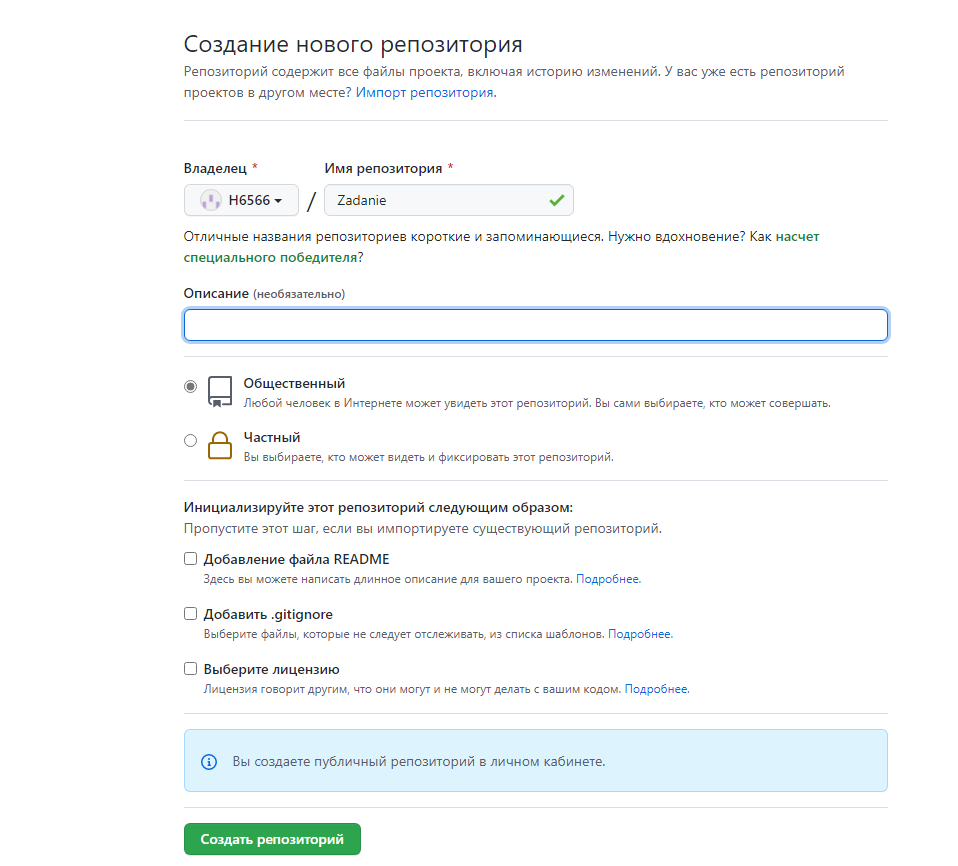 Создание нового репозитория
Репозиторий содержит все файлы проекта, включая историю изменений. У вас уже есть репозиторий
проектов в другом месте? Импорт репозитория.
Владелец * Имя репозитория *
H6566 / Zadanie
Отличные названия репозиториев короткие и запоминающиеся. Нужно вдохновение? Как насчет
специального победителя?
Описание (необязательно)
Общественный
Любой человек в Интернете может увидеть этот репозиторий. Вы сами выбираете, кто может совершать.
Частный
Вы выбираете, кто может видеть и фиксировать этот репозиторий.
Инициализируйте этот репозиторий следующим образом:
Пропустите этот шаг, если вы импортируете существующий репозиторий.
Добавление файла README
Здесь вы можете написать длинное описание для вашего проекта. Подробнее.
Добавить .gitignore
Выберите файлы, которые не следует отслеживать, из списка шаблонов. Подробнее.
Выберите лицензию
Лицензия говорит другим, что они могут и не могут делать с вашим кодом. Подробнее.
Вы создаете публичный репозиторий в личном кабинете.
Создать репозиторий